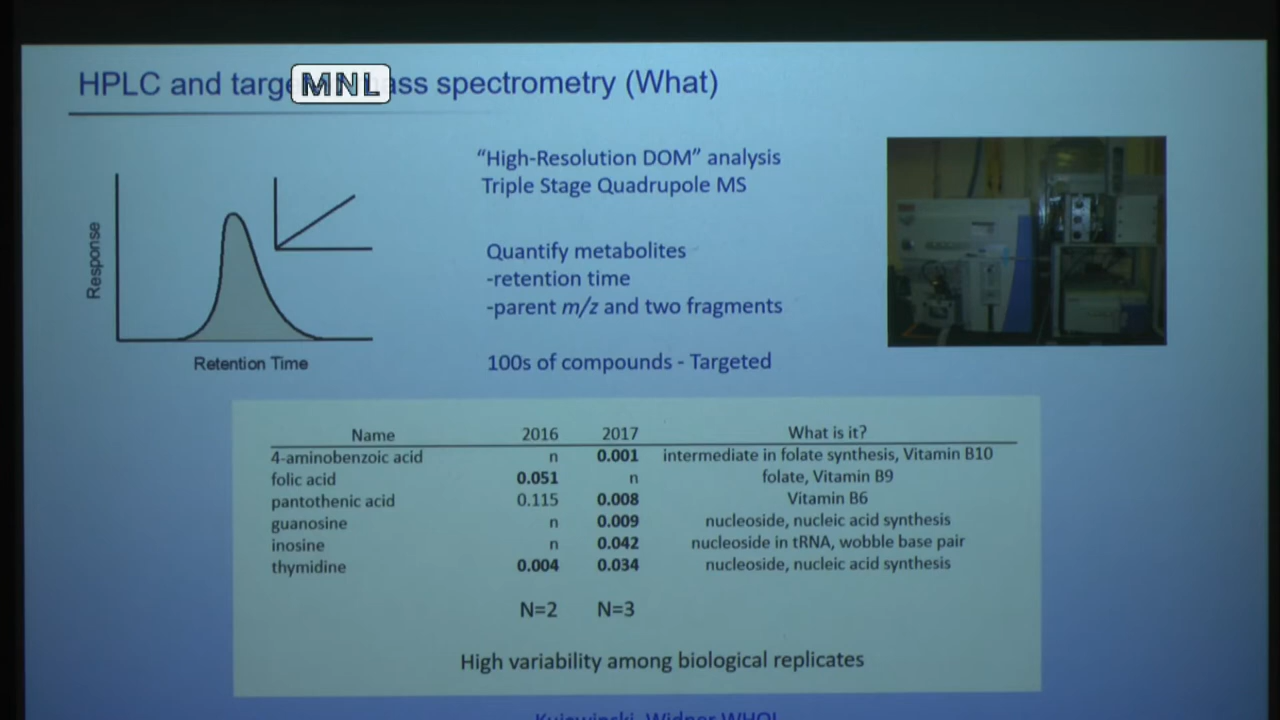 HPLC and targe MNL ass spectrometry (What)
"High-Resolution DOM" analysis
Triple Stage Quadrupole MS
Response
Quantify metabolites
-retention time
-parent m/z and two fragments
Retention Time
100s of compounds - Targeted
Name 2016 2017 What is it?
4-aminobenzoic acid n 0.001 intermediate in folate synthesis, Vitamin B10
folic acid 0.051 n folate, Vitamin B9
pantothenic acid 0.115 0.008 Vitamin B6
guanosine n 0.009 nucleoside, nucleic acid synthesis
inosine n 0.042 nucleoside in tRNA, wobble base pair
thymidine 0.004 0.034 nucleoside, nucleic acid synthesis
N=2 N=3
High variability among biological replicates
Kujawinski, Widner WHOI